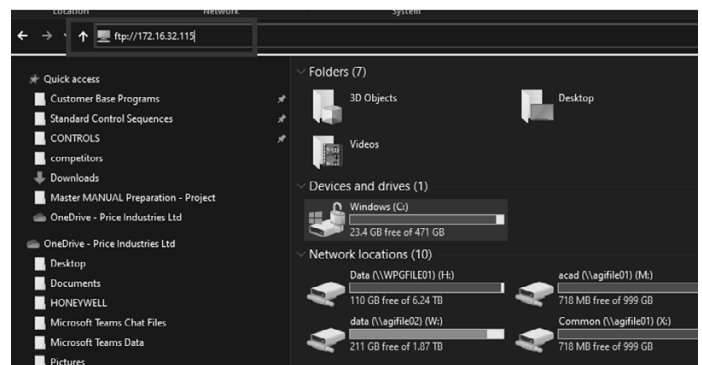 Location
Network
System
ftp://172.16.32.115
Quick access
Customer Base Programs
Standard Control Sequences
CONTROLS
competitors
Downloads
Master MANUAL Preparation - Project
OneDrive - Price Industries Ltd
OneDrive - Price Industries Ltd
Desktop
Documents
HONEYWELL
Microsoft Teams Chat Files
Microsoft Teams Data
Pictures
Folders (7)
3D Objects
Desktop
Videos
Devices and drives (1)
Windows (C:)
23.4 GB free of 471 GB
Network locations (10)
Data (\\WPGFILE01) (H:)
110 GB free of 6.24 TB
acad (\\agifile01) (M:)
718 MB free of 999 GB
data (\\agifile02) (W:)
211 GB free of 1.87 TB
Common (\\agifile01) (X:)
718 MB free of 999 GB